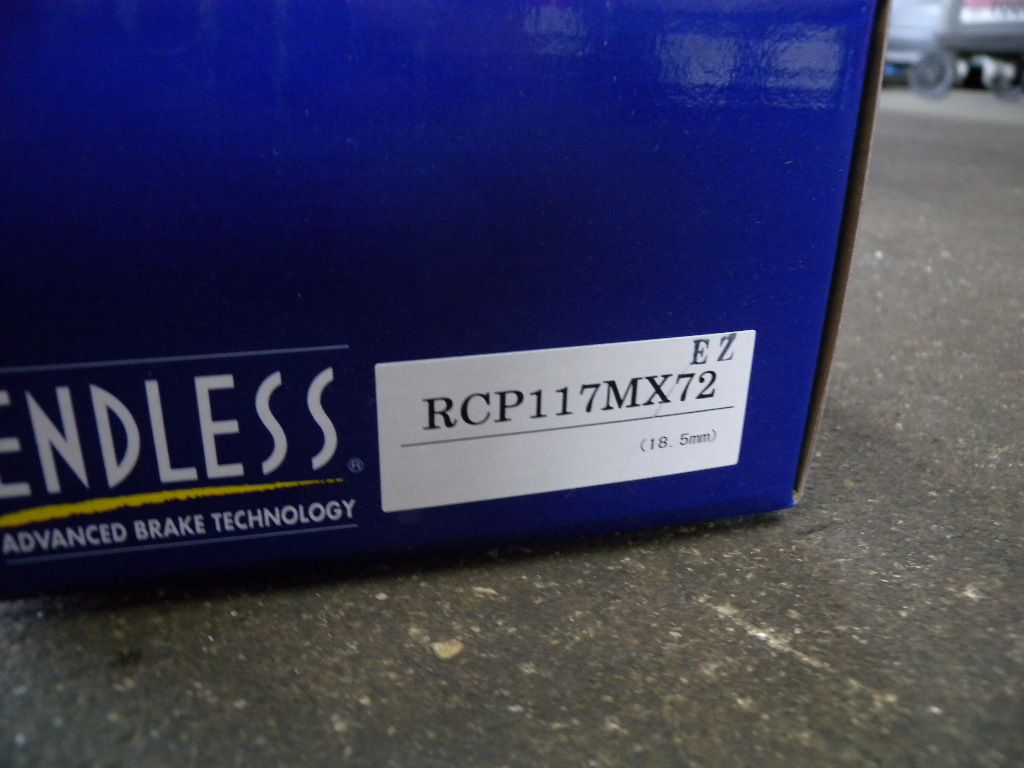 ENDLESS®
ADVANCED BRAKE TECHNOLOGY
EZ
RCP117MX72
(18.5mm)